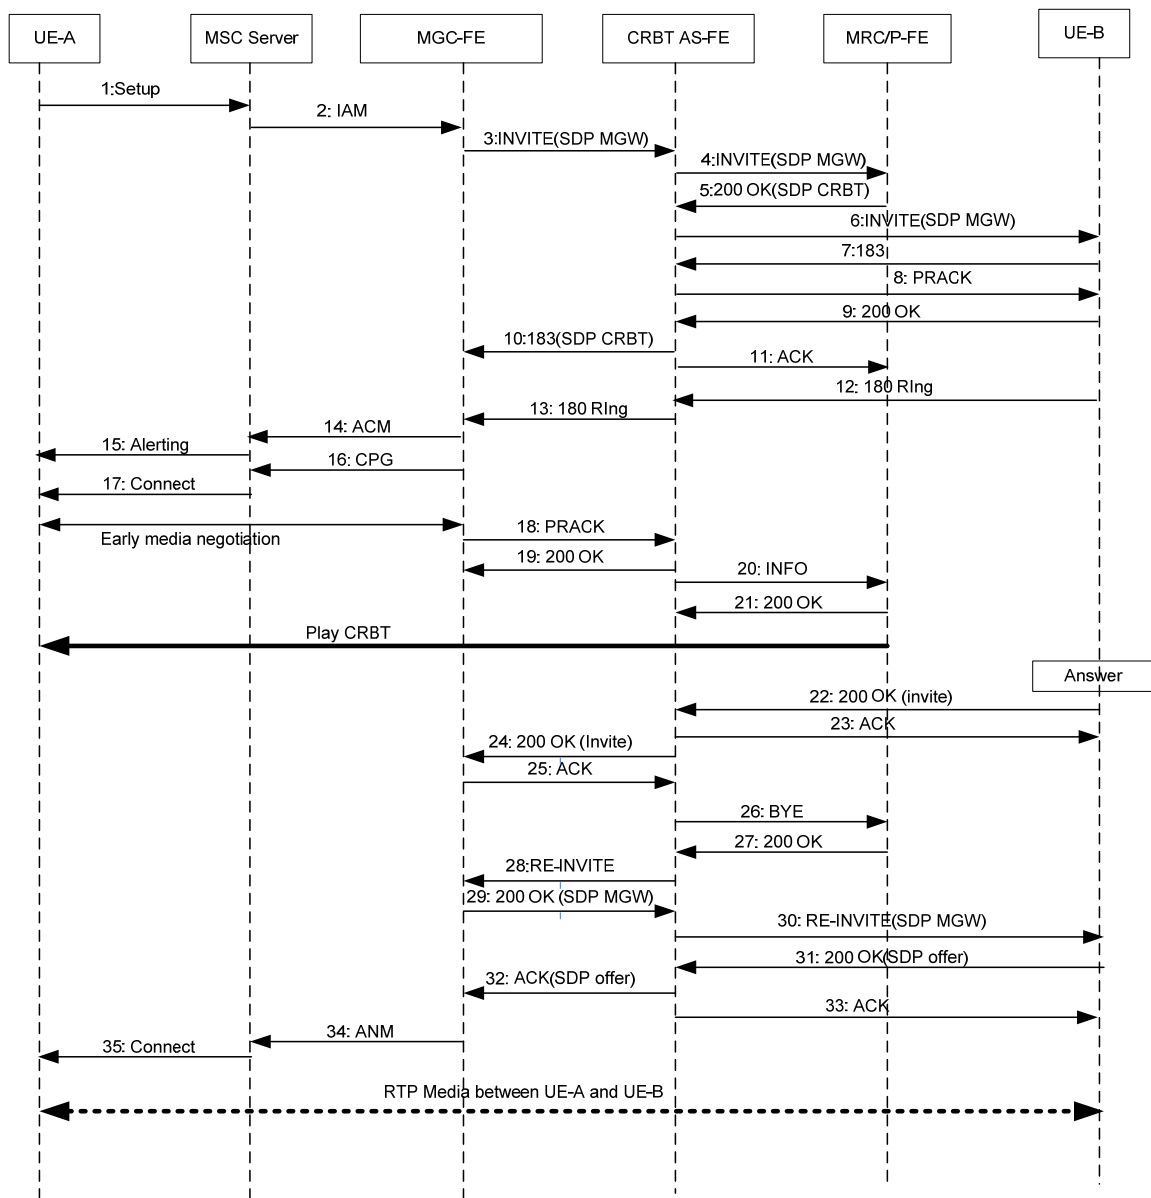 UE-A
MSC Server
MGC-FE
CRBT AS-FE
MRC/P-FE
UE-B
1:Setup
2: IAM
3:INVITE(SDP MGW)
4:INVITE(SDP MGW)
5:200 OK(SDP CRBT)
6:INVITE(SDP MGW)
7:183
8: PRACK
9: 200 OK
10:183(SDP CRBT)
11: ACK
12: 180 RIng
13: 180 RIng
14: ACM
15: Alerting
16: CPG
17: Connect
Early media negotiation
18: PRACK
19: 200 OK
20: INFO
21: 200 OK
Play CRBT
Answer
22: 200 OK (invite)
23: ACK
24: 200 OK (Invite)
25: ACK
26: BYE
27: 200 OK
28:RE-INVITE
29: 200 OK (SDP MGW)
30: RE-INVITE(SDP MGW)
31: 200 OK(SDP offer)
32: ACK(SDP offer)
33: ACK
34: ANM
35: Connect
RTP Media between UE-A and UE-B